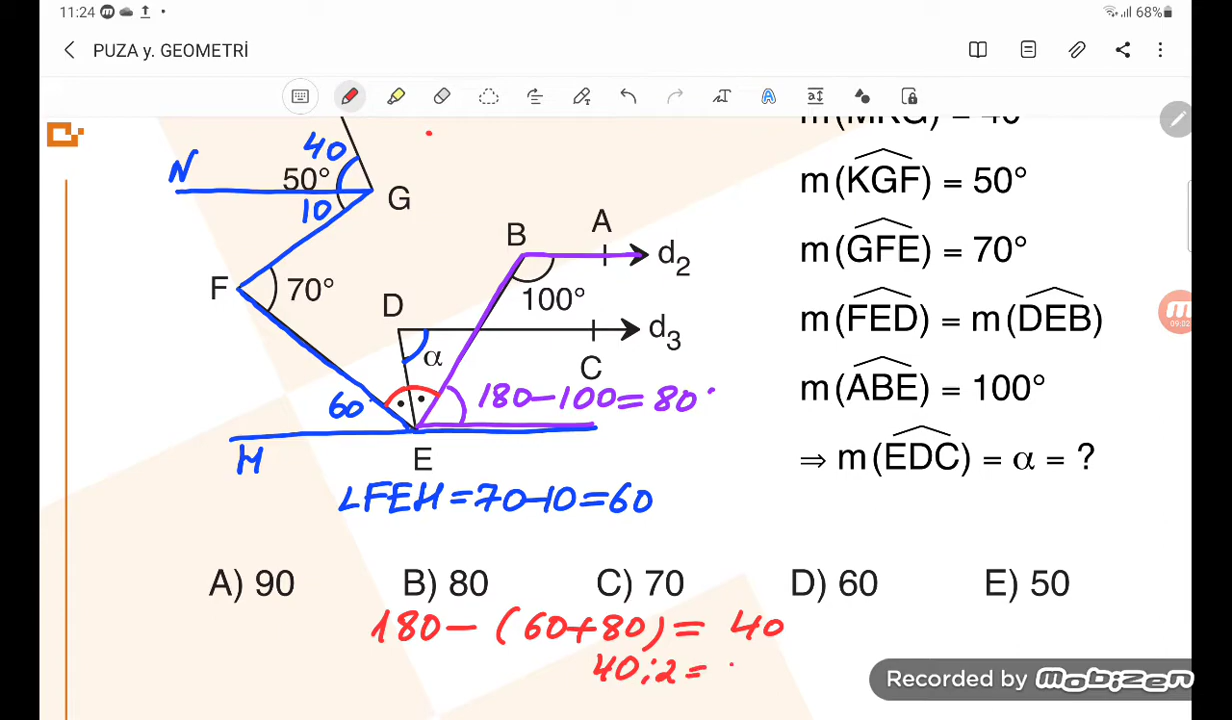 11:24
68%
PUZA y. GEOMETRİ
m(MKG) = 40
N
40
50°
10
G
m(KGF) = 50°
B
A
d2
m(GFE) = 70°
F
70°
100°
D
d3
m(FED) = m(DEB)
α
C
180-100=80°
m(ABE) = 100°
60
H
E
⇒ m(EDC) = α = ?
LFEH=70-10=60
A) 90 B) 80 C) 70 D) 60 E) 50
180-(60+80)= 40
40:2=
09:02
Recorded by mobizen